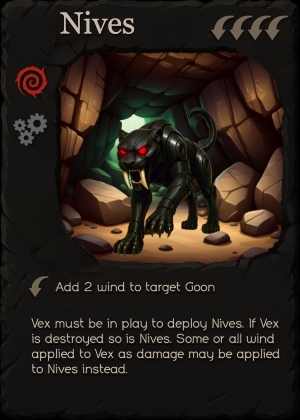 Nives
Add 2 wind to target Goon
Vex must be in play to deploy Nives. If Vex
is destroyed so is Nives. Some or all wind
applied to Vex as damage may be applied
to Nives instead.